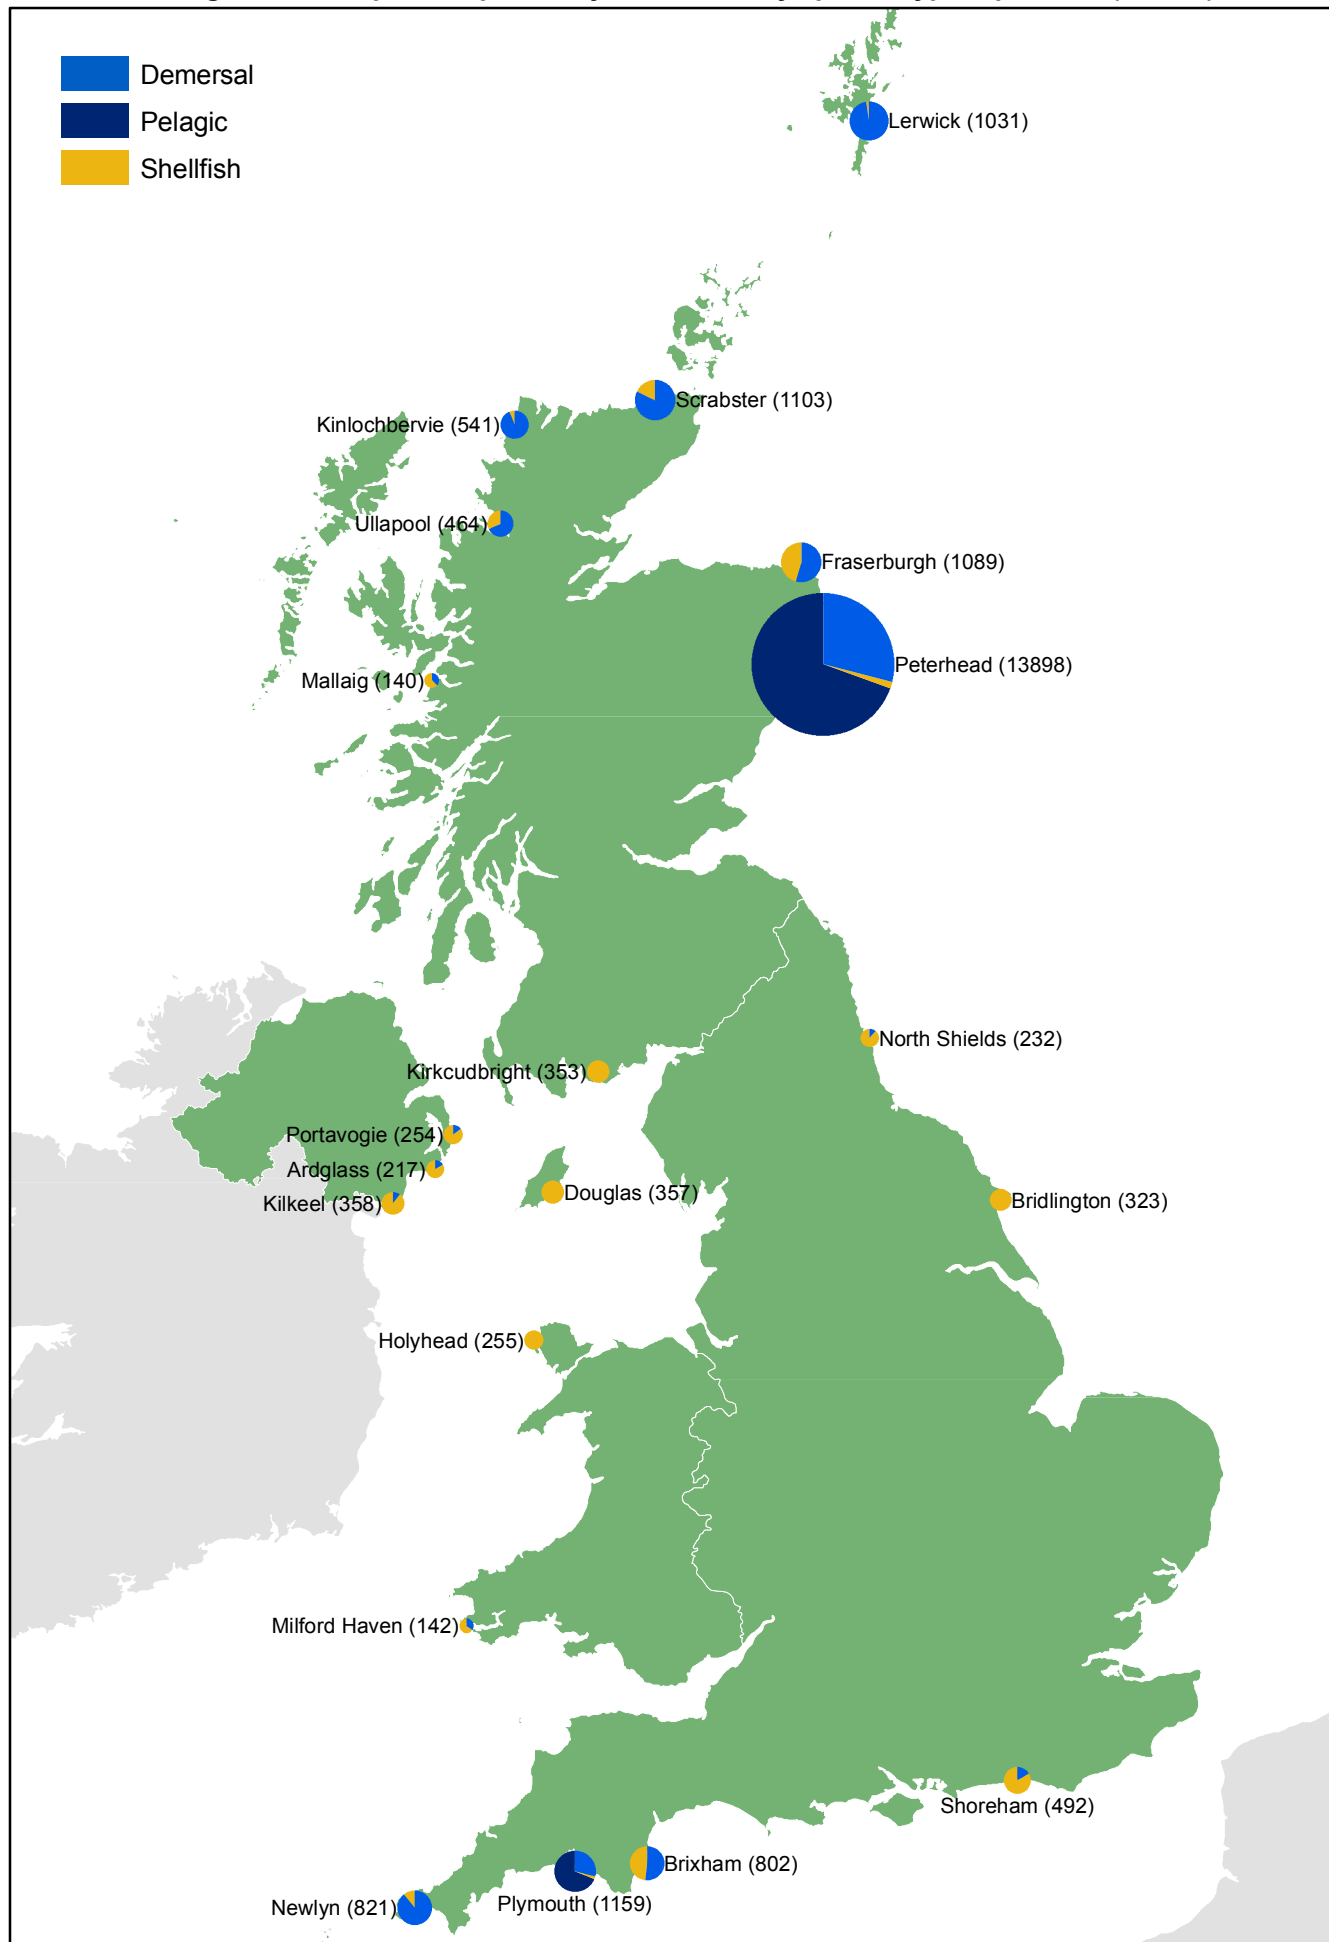 Demersal
Pelagic
Shellfish
Lerwick (1031)
Scrabster (1103)
Kinlochbervie (541)
Ullapool (464)
Fraserburgh (1089)
Peterhead (13898)
Mallaig (140)
North Shields (232)
Kirkcudbright (353)
Portavogie (254)
Ardglass (217)
Kilkeel (358)
Douglas (357)
Bridlington (323)
Holyhead (255)
Milford Haven (142)
Shoreham (492)
Brixham (802)
Plymouth (1159)
Newlyn (821)